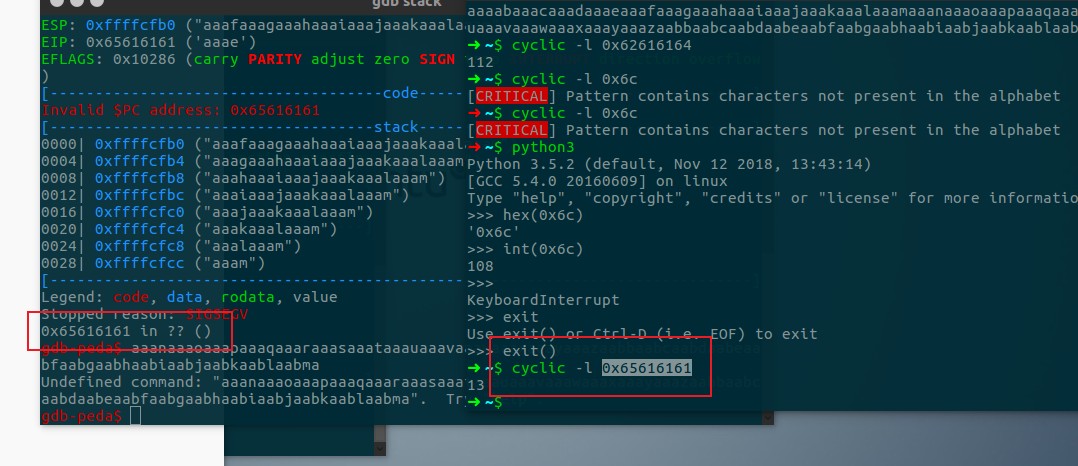 gdb stack
ESP: 0xffffcfb0 ("aaafaaagaaahaaaiaaajaaakaaala
EIP: 0x65616161 ('aaae')
EFLAGS: 0x10286 (carry PARITY adjust zero SIGN
)
[-------------------------------------code-----
Invalid $PC address: 0x65616161
[------------------------------------stack-----
0000| 0xffffcfb0 ("aaafaaagaaahaaaiaaajaaakaaal
0004| 0xffffcfb4 ("aaagaaahaaaiaaajaaakaaalaaam
0008| 0xffffcfb8 ("aaahaaaiaaajaaakaaalaaam")
0012| 0xffffcfbc ("aaaiaaajaaakaaalaaam")
0016| 0xffffcfc0 ("aaajaaakaaalaaam")
0020| 0xffffcfc4 ("aaakaaalaaam")
0024| 0xffffcfc8 ("aaalaaam")
0028| 0xffffcfcc ("aaam")
[----------------------------------------------
Legend: code, data, rodata, value
Stopped reason: SIGSEGV
0x65616161 in ?? ()
gdb-peda$ aaanaaaoaaapaaaqaaaraaasaaataaauaaava
bfaabgaabhaabiaabjaabkaablaabma
Undefined command: "aaanaaaoaaapaaaqaaaraaasaaa
aabdaabeaabfaabgaabhaabiaabjaabkaablaabma". Try
gdb-peda$
aaaabaaacaaadaaaeaaafaaagaaahaaaiaaajaaakaaalaaamaaanaaaoaaapaaaqaaa
uaaavaaawaaaxaaayaaazaabbaabcaabdaabeaabfaabgaabhaabiaabjaabkaablaab
➜ ~$ cyclic -l 0x62616164
112
➜ ~$ cyclic -l 0x6c
[CRITICAL] Pattern contains characters not present in the alphabet
➜ ~$ cyclic -l 0x6c
[CRITICAL] Pattern contains characters not present in the alphabet
➜ ~$ python3
Python 3.5.2 (default, Nov 12 2018, 13:43:14)
[GCC 5.4.0 20160609] on linux
Type "help", "copyright", "credits" or "license" for more informatio
>>> hex(0x6c)
'0x6c'
>>> int(0x6c)
108
>>>
KeyboardInterrupt
>>> exit
Use exit() or Ctrl-D (i.e. EOF) to exit
>>> exit()
➜ ~$ cyclic -l 0x65616161
13
➜ ~$